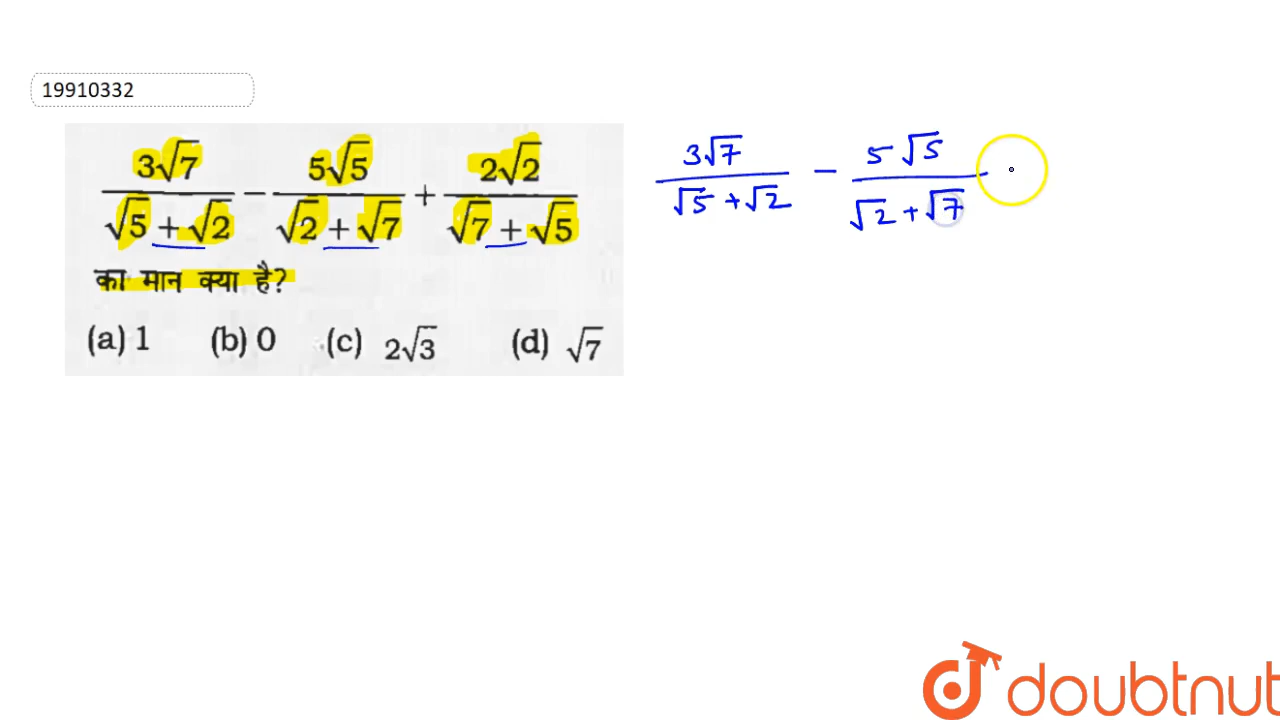 19910332
3√7/(√5 + √2) − 5√5/(√2 + √7) + 2√2/(√7 + √5)
का मान क्या है?
(a) 1 (b) 0 (c) 2√3 (d) √7
3√7/(√5 + √2) − 5√5/(√2 + √7)
doubtnut